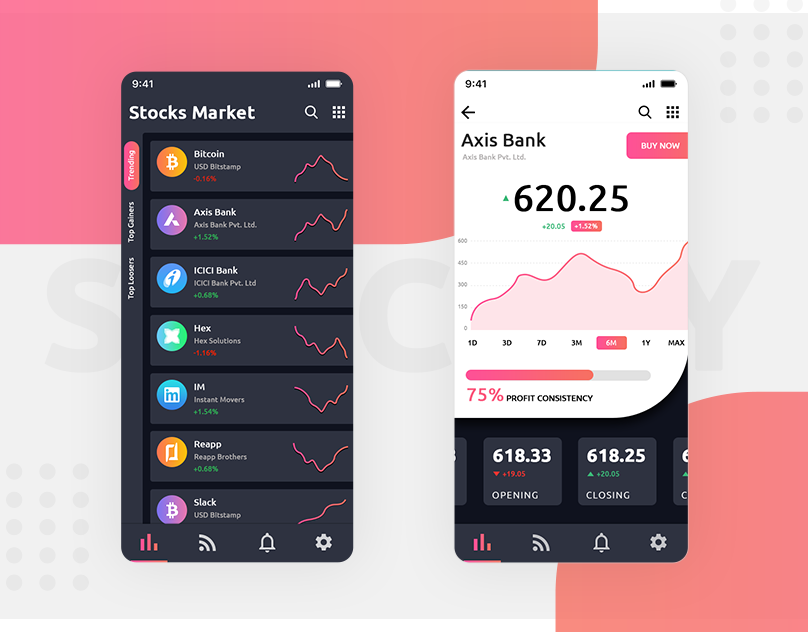 9:41
Stocks Market
Trending
Top Gainers
Top Loosers
Bitcoin
USD Bitstamp
-0.16%
Axis Bank
Axis Bank Pvt. Ltd.
+1.52%
ICICI Bank
ICICI Bank Pvt. Ltd
+0.68%
Hex
Hex Solutions
-1.16%
IM
Instant Movers
+1.54%
Reapp
Reapp Brothers
+0.68%
Slack
USD Bitstamp
9:41
Axis Bank
Axis Bank Pvt. Ltd.
BUY NOW
620.25
+20.05 +1.52%
600
450
300
150
0
1D 3D 7D 3M 6M 1Y MAX
75% PROFIT CONSISTENCY
618.33
+19.05
OPENING
618.25
+20.05
CLOSING